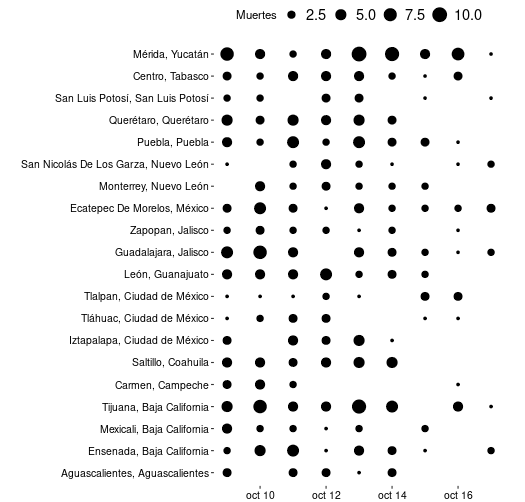 Muertes 2.5 5.0 7.5 10.0
Mérida, Yucatán
Centro, Tabasco
San Luis Potosí, San Luis Potosí
Querétaro, Querétaro
Puebla, Puebla
San Nicolás De Los Garza, Nuevo León
Monterrey, Nuevo León
Ecatepec De Morelos, México
Zapopan, Jalisco
Guadalajara, Jalisco
León, Guanajuato
Tlalpan, Ciudad de México
Tláhuac, Ciudad de México
Iztapalapa, Ciudad de México
Saltillo, Coahuila
Carmen, Campeche
Tijuana, Baja California
Mexicali, Baja California
Ensenada, Baja California
Aguascalientes, Aguascalientes
oct 10 oct 12 oct 14 oct 16